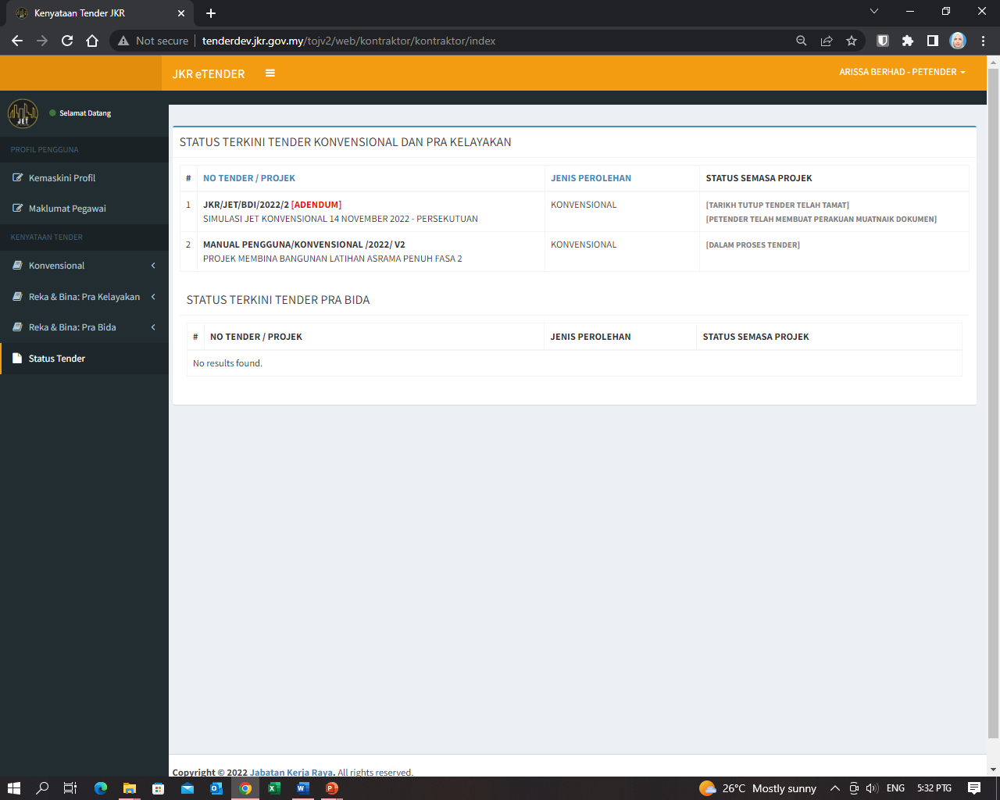 Kenyataan Tender JKR
Not secure
tenderdev.jkr.gov.my/tojv2/web/kontraktor/kontraktor/index
JKR eTENDER
ARISSA BERHAD - PETENDER
JET
Selamat Datang
PROFIL PENGGUNA
Kemaskini Profil
Maklumat Pegawai
KENYATAAN TENDER
Konvensional
Reka & Bina: Pra Kelayakan
Reka & Bina: Pra Bida
Status Tender
STATUS TERKINI TENDER KONVENSIONAL DAN PRA KELAYAKAN
# NO TENDER / PROJEK JENIS PEROLEHAN STATUS SEMASA PROJEK
1 JKR/JET/BDI/2022/2 [ADENDUM] KONVENSIONAL [TARIKH TUTUP TENDER TELAH TAMAT]
SIMULASI JET KONVENSIONAL 14 NOVEMBER 2022 - PERSEKUTUAN [PETENDER TELAH MEMBUAT PERAKUAN MUATNAIK DOKUMEN]
2 MANUAL PENGGUNA/KONVENSIONAL /2022/ V2 KONVENSIONAL [DALAM PROSES TENDER]
PROJEK MEMBINA BANGUNAN LATIHAN ASRAMA PENUH FASA 2
STATUS TERKINI TENDER PRA BIDA
# NO TENDER / PROJEK JENIS PEROLEHAN STATUS SEMASA PROJEK
No results found.
Copyright © 2022 Jabatan Kerja Raya. All rights reserved.
26°C Mostly sunny ENG 5:32 PTG